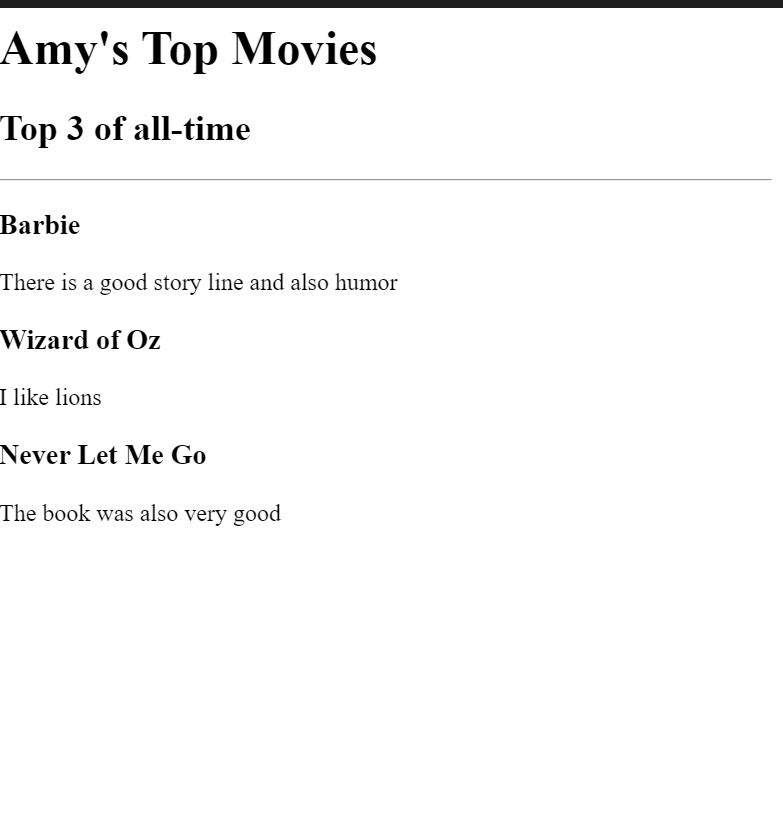 Amy's Top Movies
Top 3 of all-time
Barbie
There is a good story line and also humor
Wizard of Oz
I like lions
Never Let Me Go
The book was also very good